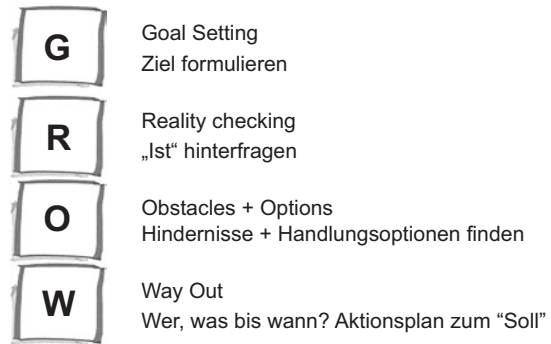 G
Goal Setting
Ziel formulieren
R
Reality checking
„Ist“ hinterfragen
O
Obstacles + Options
Hindernisse + Handlungsoptionen finden
W
Way Out
Wer, was bis wann? Aktionsplan zum “Soll”